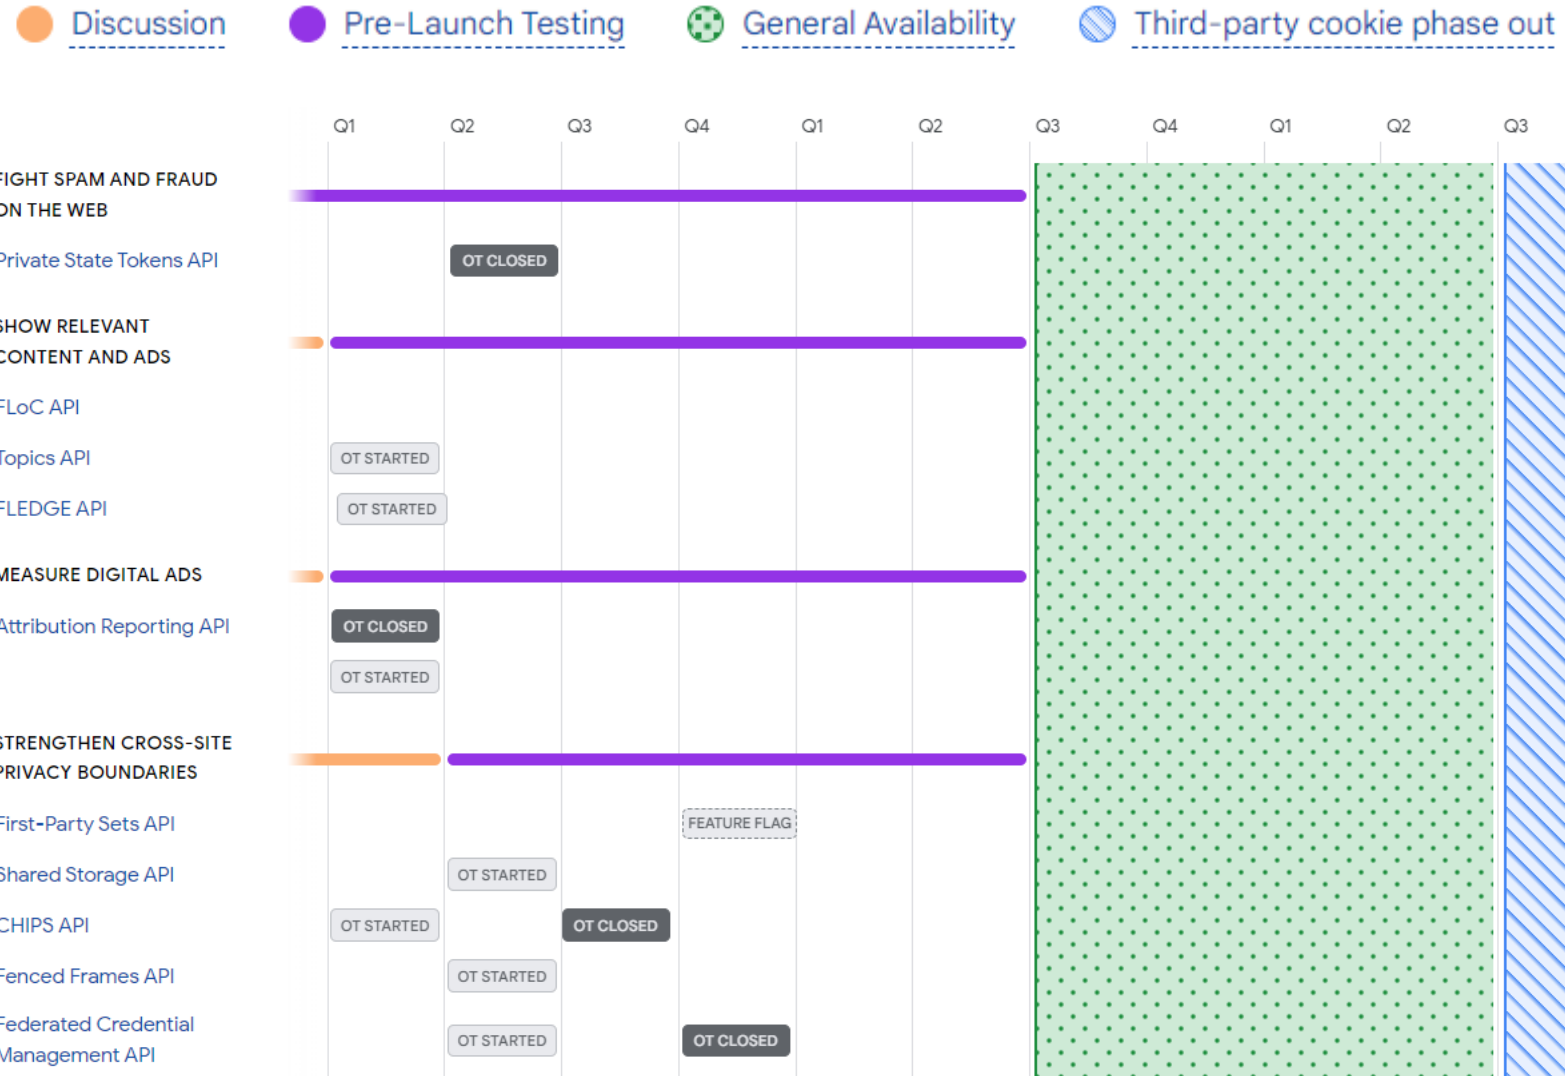 Discussion Pre-Launch Testing General Availability Third-party cookie phase out
Q1 Q2 Q3 Q4 Q1 Q2 Q3 Q4 Q1 Q2 Q3
FIGHT SPAM AND FRAUD
ON THE WEB
Private State Tokens API OT CLOSED
SHOW RELEVANT
CONTENT AND ADS
FLoC API
Topics API OT STARTED
FLEDGE API OT STARTED
MEASURE DIGITAL ADS
Attribution Reporting API OT CLOSED
OT STARTED
STRENGTHEN CROSS-SITE
PRIVACY BOUNDARIES
First-Party Sets API FEATURE FLAG
Shared Storage API OT STARTED
CHIPS API OT STARTED OT CLOSED
Fenced Frames API OT STARTED
Federated Credential
Management API OT STARTED OT CLOSED